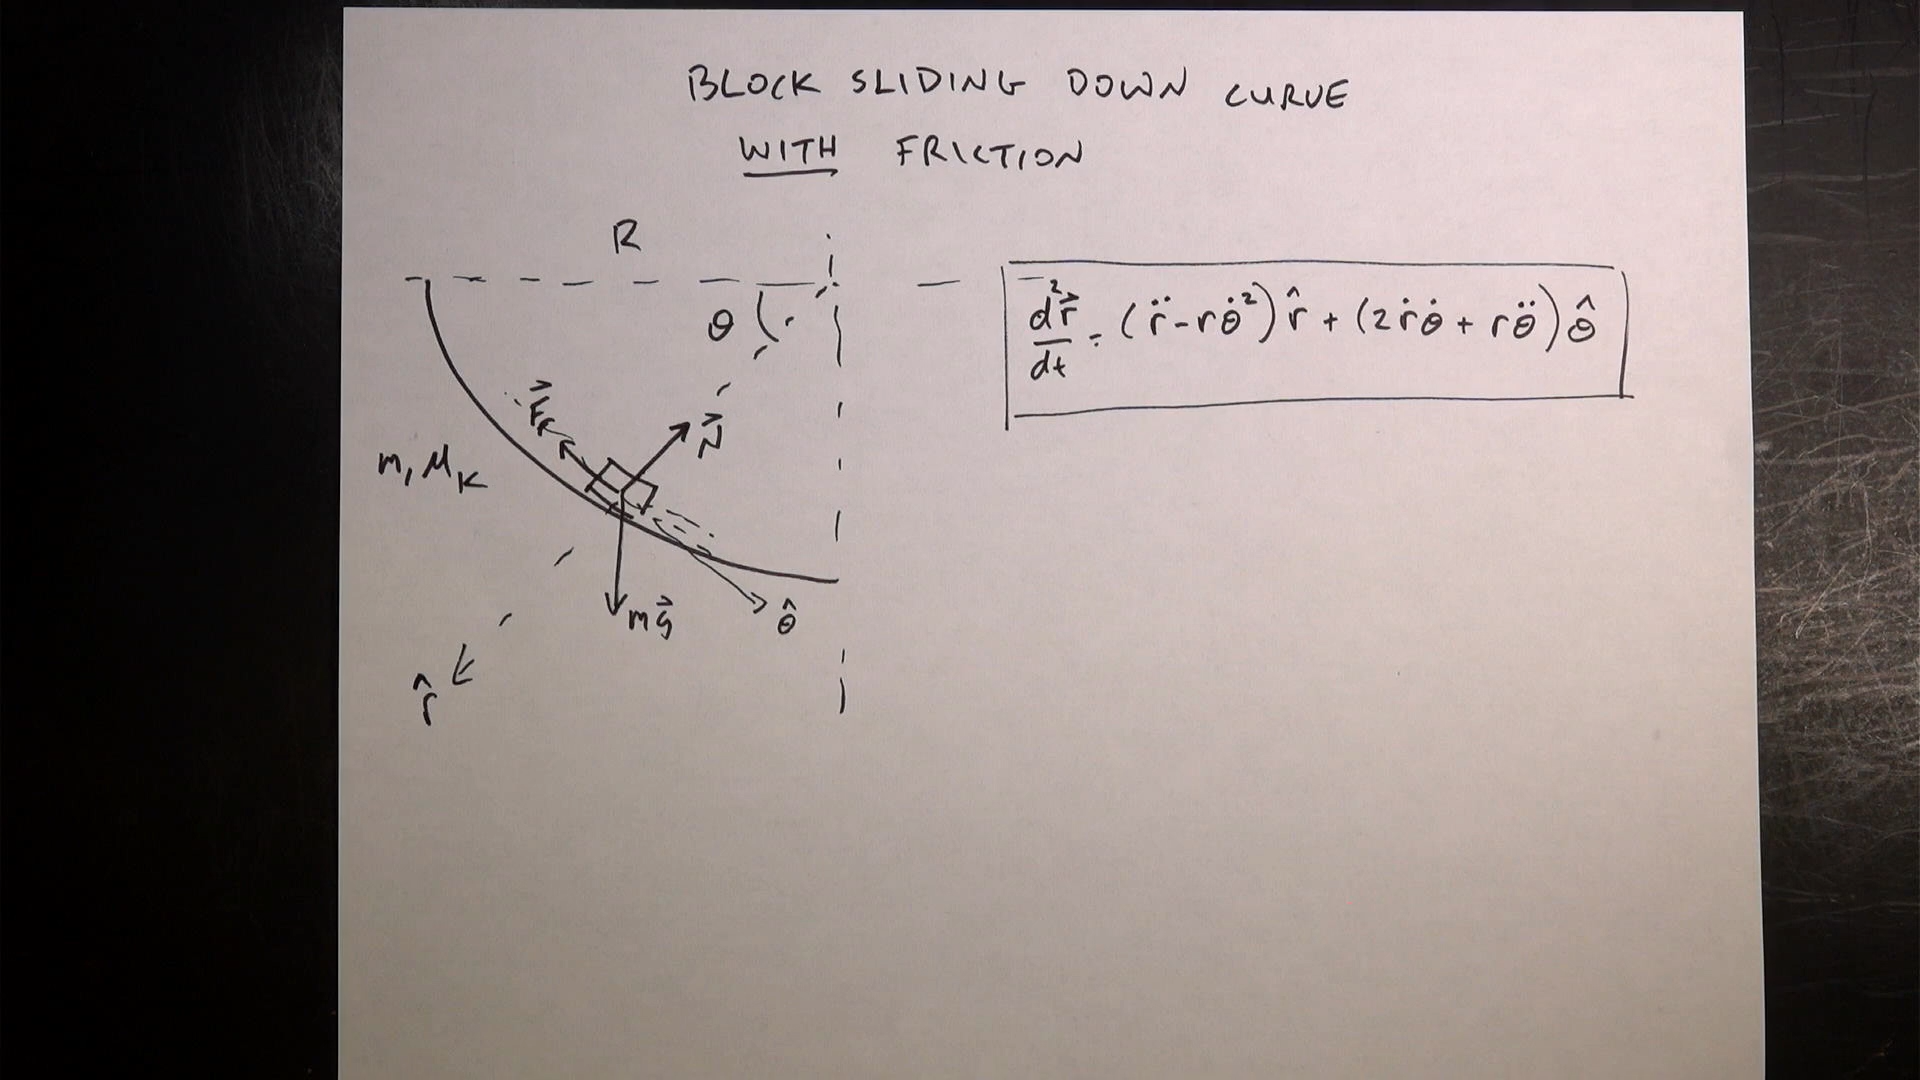 BLOCK SLIDING DOWN CURVE
WITH FRICTION
R
θ
d²r⃗/dt = (r̈ - rθ̇²) r̂ + (2ṙθ̇ + rθ̈) θ̂
F⃗k
N⃗
m, μK
mg⃗
θ̂
r̂